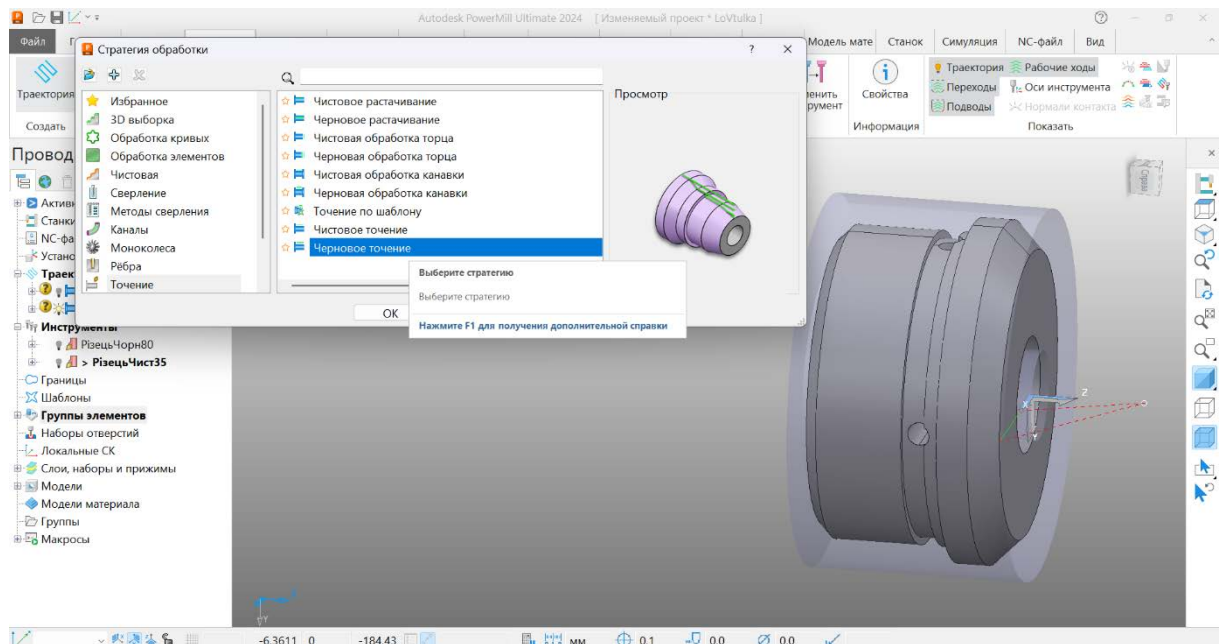 Autodesk PowerMill Ultimate 2024 [ Изменяемый проект * LoVtulka ]
Файл
Модель мате Станок Симуляция NC-файл Вид
Стратегия обработки
Траектория
Создать
Избранное
3D выборка
Обработка кривых
Обработка элементов
Чистовая
Сверление
Методы сверления
Каналы
Моноколеса
Рёбра
Точение
Чистовое растачивание
Черновое растачивание
Чистовая обработка торца
Черновая обработка торца
Чистовая обработка канавки
Черновая обработка канавки
Точение по шаблону
Чистовое точение
Черновое точение
Просмотр
OK
Выберите стратегию
Выберите стратегию
Нажмите F1 для получения дополнительной справки
Свойства
Информация
Траектория Рабочие ходы
Переходы Оси инструмента
Подводы Нормали контакта
Показать
Провод
Активн
Станки
NC-фа
Устано
Траек
Инструменты
РізецьЧорн80
> РізецьЧист35
Границы
Шаблоны
Группы элементов
Наборы отверстий
Локальные СК
Слои, наборы и прижимы
Модели
Модели материала
Группы
Макросы
Справа
Z
X
Y
-6.3611 0 -184.43 мм 0.1 0.0 0.0